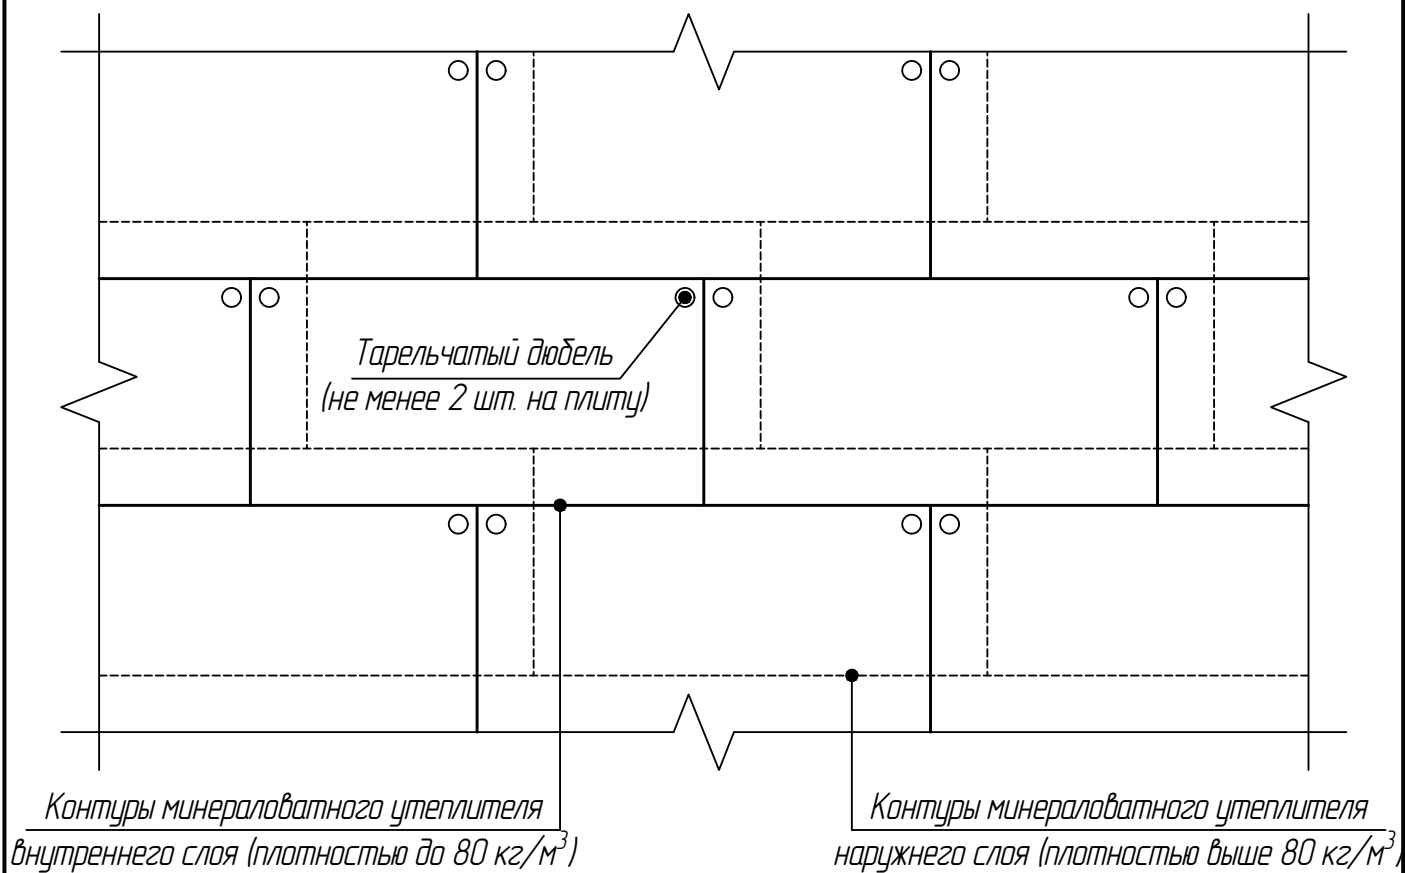 Тарельчатый дюбель
(не менее 2 шт. на плиту)
Контуры минераловатного утеплителя
внутреннего слоя (плотностью до 80 кг/м³)
Контуры минераловатного утеплителя
наружнего слоя (плотностью выше 80 кг/м³)